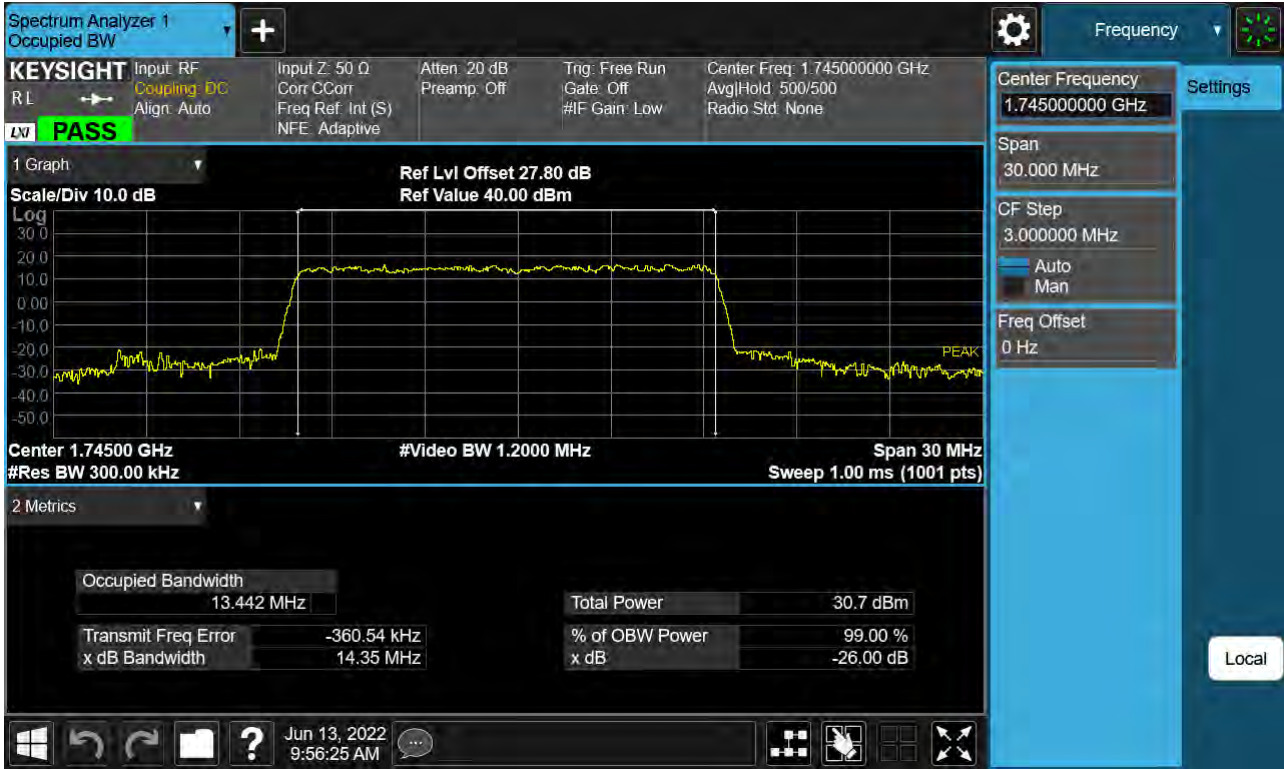 Spectrum Analyzer 1
Occupied BW
Frequency
KEYSIGHT
R L
LXI
PASS
Input: RF
Coupling: DC
Align: Auto
Input Z: 50 Ω
Corr CCorr
Freq Ref: Int (S)
NFE: Adaptive
Atten: 20 dB
Preamp: Off
Trig: Free Run
Gate: Off
#IF Gain: Low
Center Freq: 1.745000000 GHz
Avg|Hold: 500/500
Radio Std: None
Center Frequency
1.745000000 GHz
Settings
Span
30.000 MHz
CF Step
3.000000 MHz
Auto
Man
Freq Offset
0 Hz
1 Graph
Scale/Div 10.0 dB
Ref Lvl Offset 27.80 dB
Ref Value 40.00 dBm
Log
30.0
20.0
10.0
0.00
-10.0
-20.0
-30.0
-40.0
-50.0
PEAK
Center 1.74500 GHz
#Video BW 1.2000 MHz
Span 30 MHz
#Res BW 300.00 kHz
Sweep 1.00 ms (1001 pts)
2 Metrics
Occupied Bandwidth
13.442 MHz
Total Power 30.7 dBm
Transmit Freq Error -360.54 kHz
% of OBW Power 99.00 %
x dB Bandwidth 14.35 MHz
x dB -26.00 dB
Local
?
Jun 13, 2022
9:56:25 AM